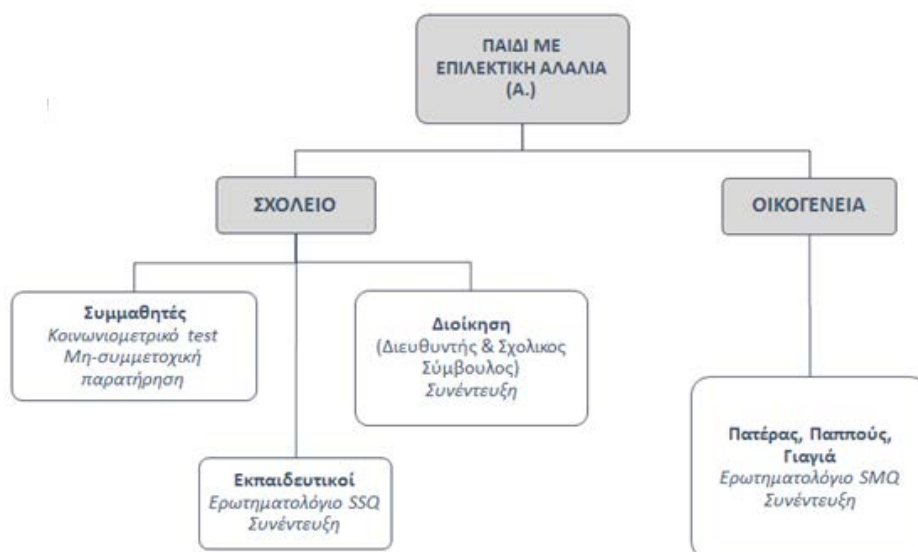 ΠΑΙΔΙ ΜΕ
ΕΠΙΛΕΚΤΙΚΗ ΑΛΑΛΙΑ
(Α.)
ΣΧΟΛΕΙΟ
ΟΙΚΟΓΕΝΕΙΑ
Συμμαθητές
Κοινωνιομετρικό test
Μη-συμμετοχική
παρατήρηση
Διοίκηση
(Διευθυντής & Σχολικος
Σύμβουλος)
Συνέντευξη
Εκπαιδευτικοί
Ερωτηματολόγιο SSQ
Συνέντευξη
Πατέρας, Παππούς,
Γιαγιά
Ερωτηματολόγιο SMQ
Συνέντευξη